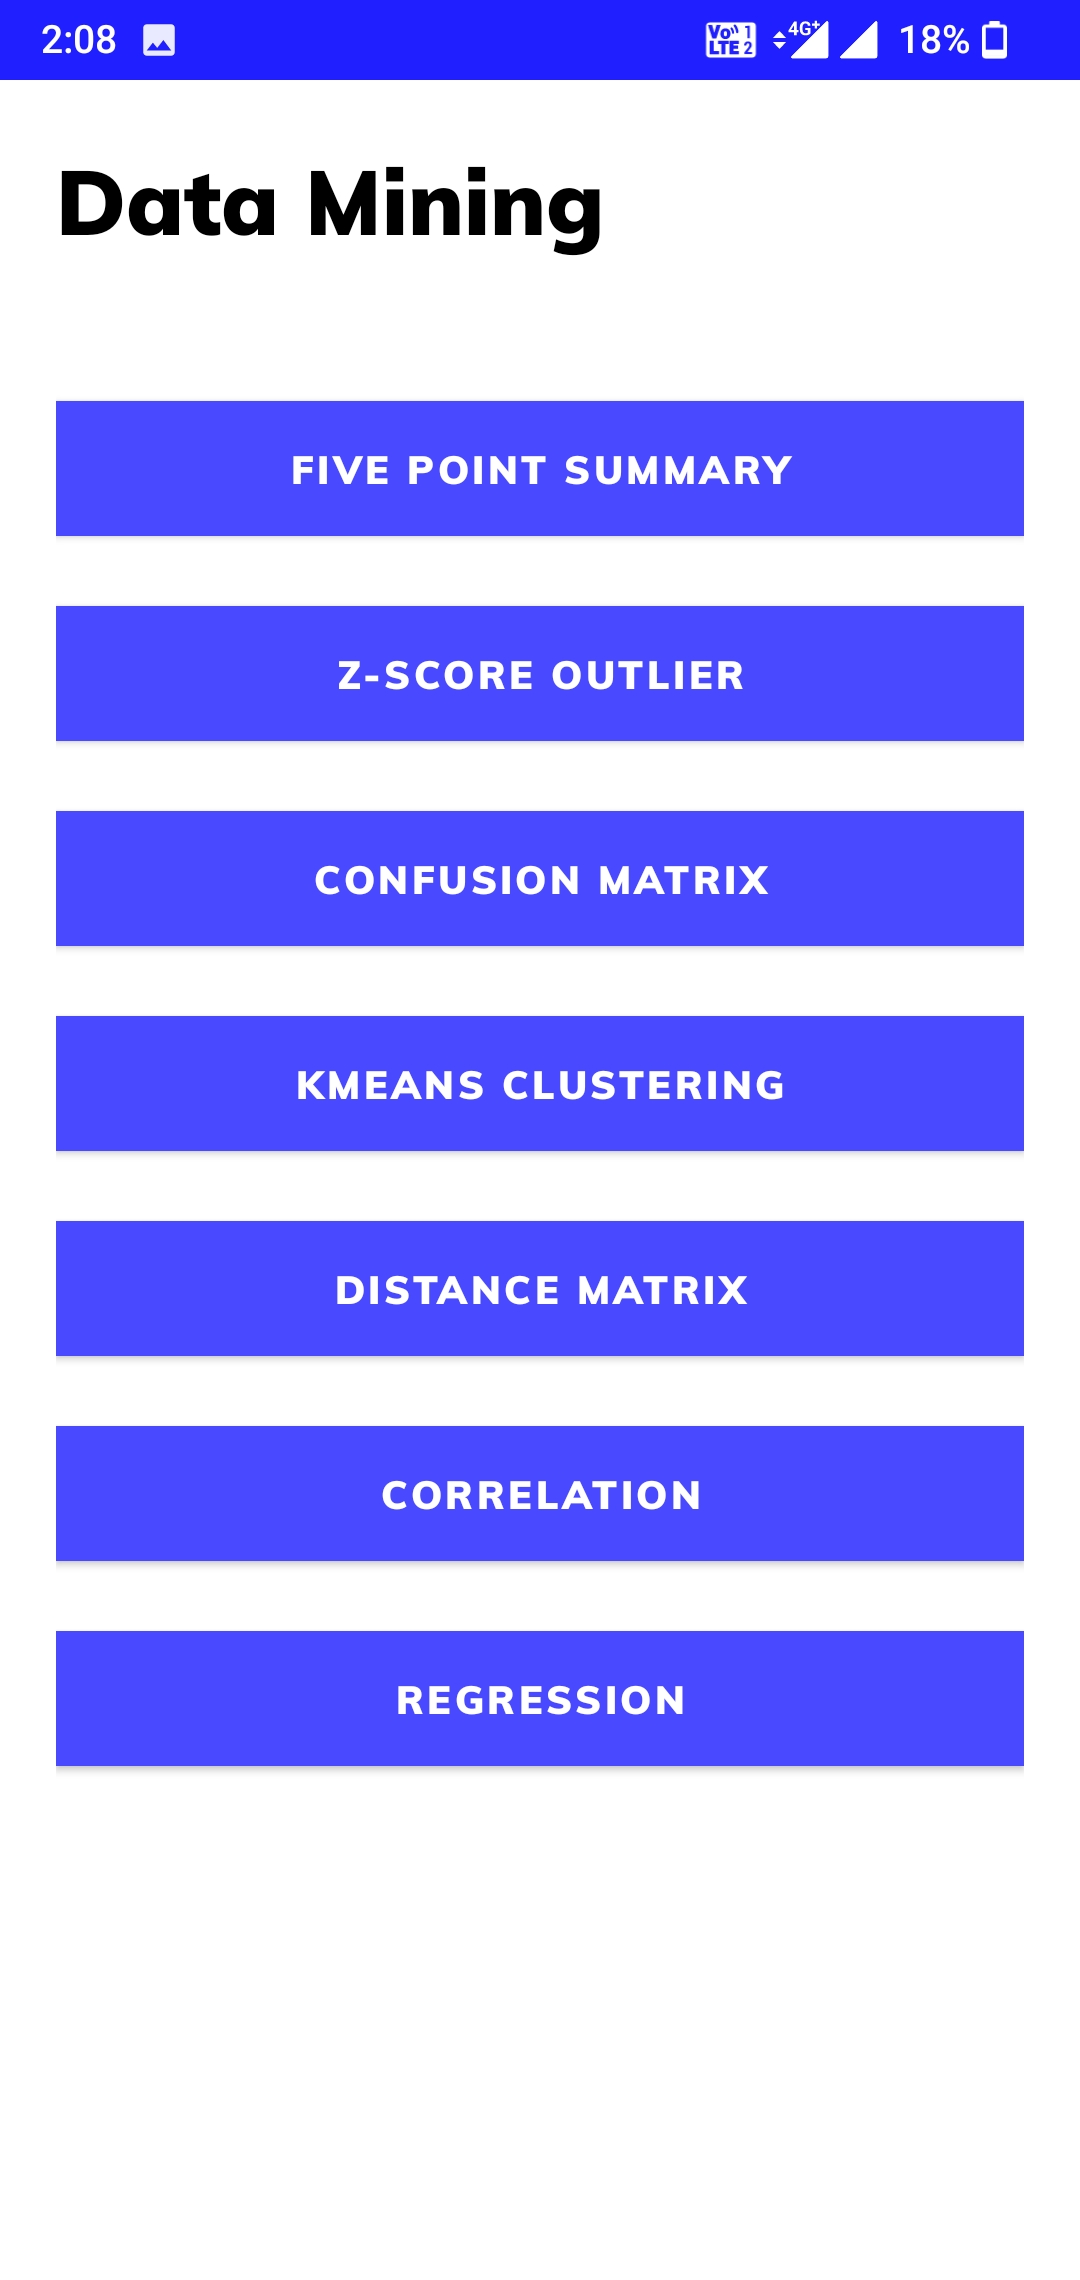 2:08 Vo)) 1 LTE 2 4G+ 18%
Data Mining
FIVE POINT SUMMARY
Z-SCORE OUTLIER
CONFUSION MATRIX
KMEANS CLUSTERING
DISTANCE MATRIX
CORRELATION
REGRESSION